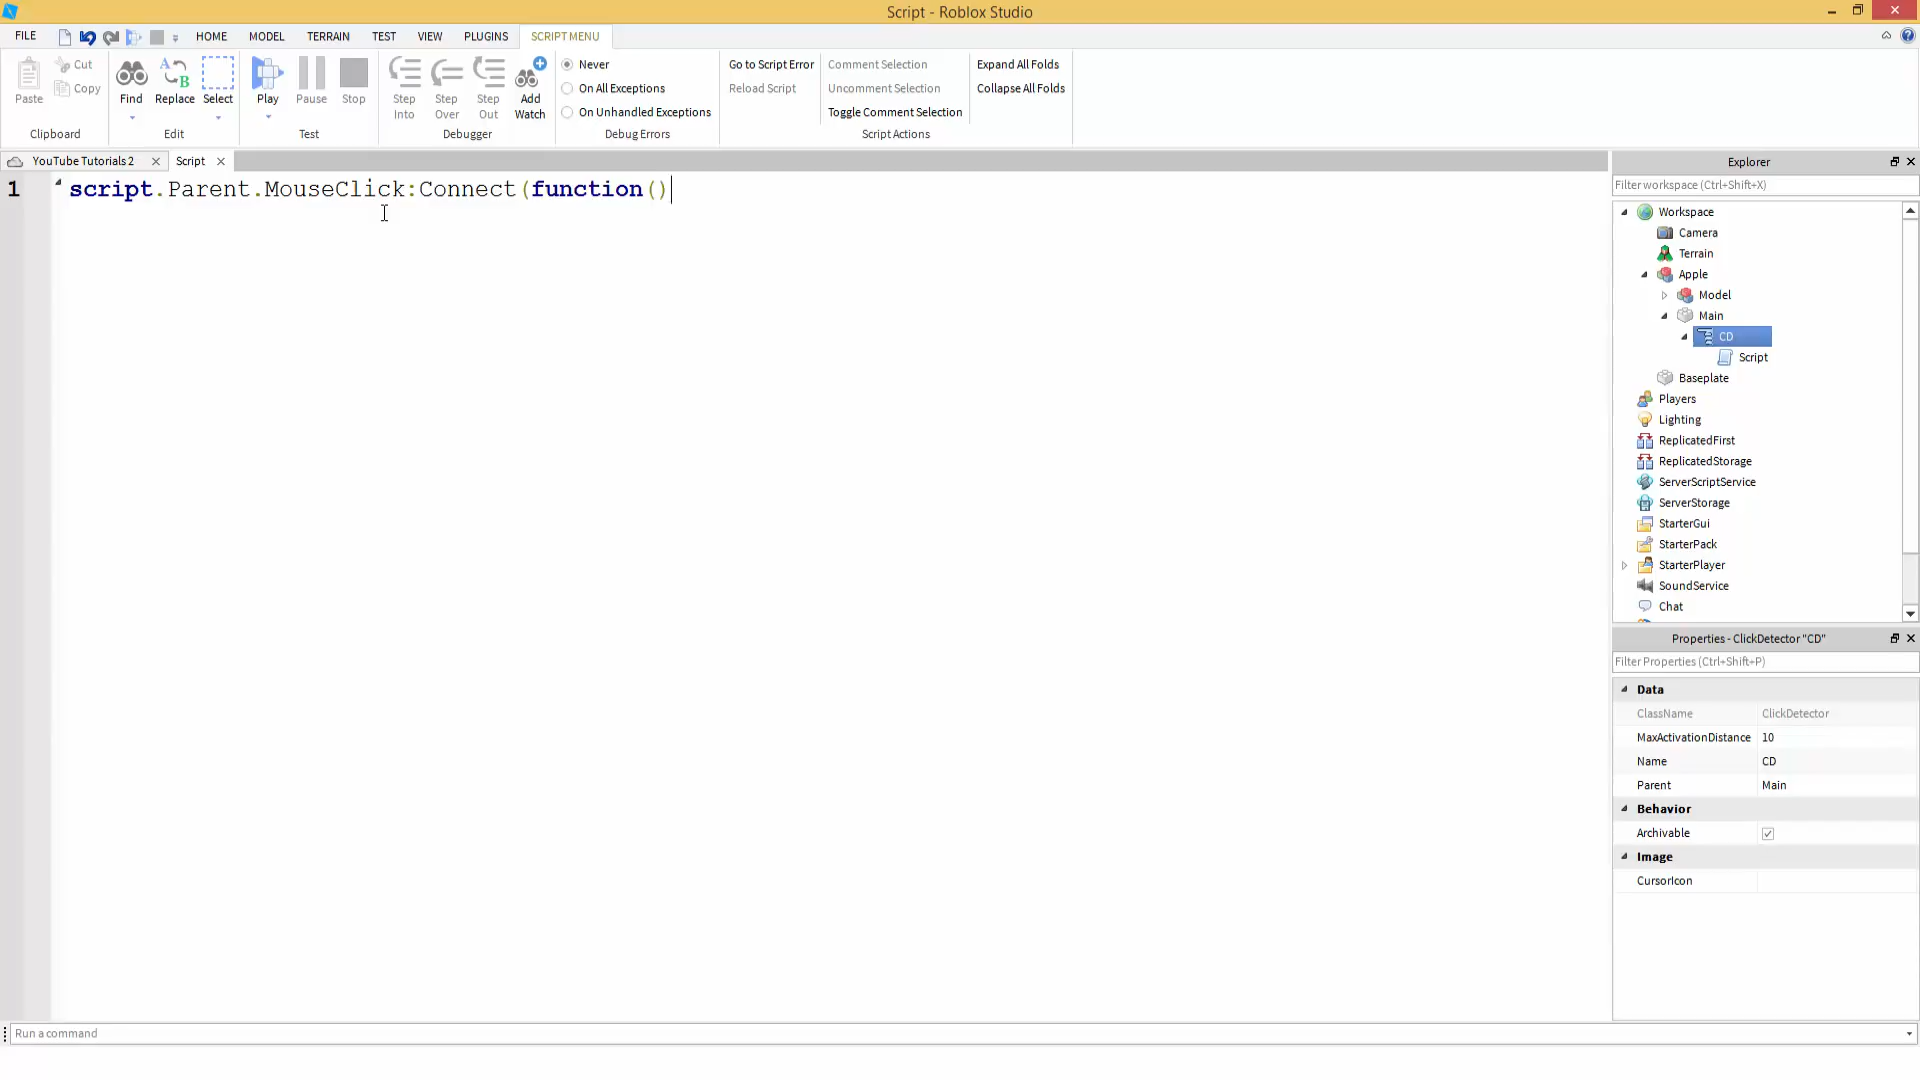 Script - Roblox Studio
FILE HOME MODEL TERRAIN TEST VIEW PLUGINS SCRIPT MENU
Paste Cut Copy
Clipboard
Find Replace Select
Edit
Play Pause Stop
Test
Step Into Step Over Step Out Add Watch
Debugger
Never
On All Exceptions
On Unhandled Exceptions
Debug Errors
Go to Script Error
Reload Script
Comment Selection
Uncomment Selection
Toggle Comment Selection
Expand All Folds
Collapse All Folds
Script Actions
YouTube Tutorials 2 Script
1 script.Parent.MouseClick:Connect(function()
Explorer
Filter workspace (Ctrl+Shift+X)
Workspace
Camera
Terrain
Apple
Model
Main
CD
Script
Baseplate
Players
Lighting
ReplicatedFirst
ReplicatedStorage
ServerScriptService
ServerStorage
StarterGui
StarterPack
StarterPlayer
SoundService
Chat
Properties - ClickDetector "CD"
Filter Properties (Ctrl+Shift+P)
Data
ClassName ClickDetector
MaxActivationDistance 10
Name CD
Parent Main
Behavior
Archivable
Image
CursorIcon
Run a command